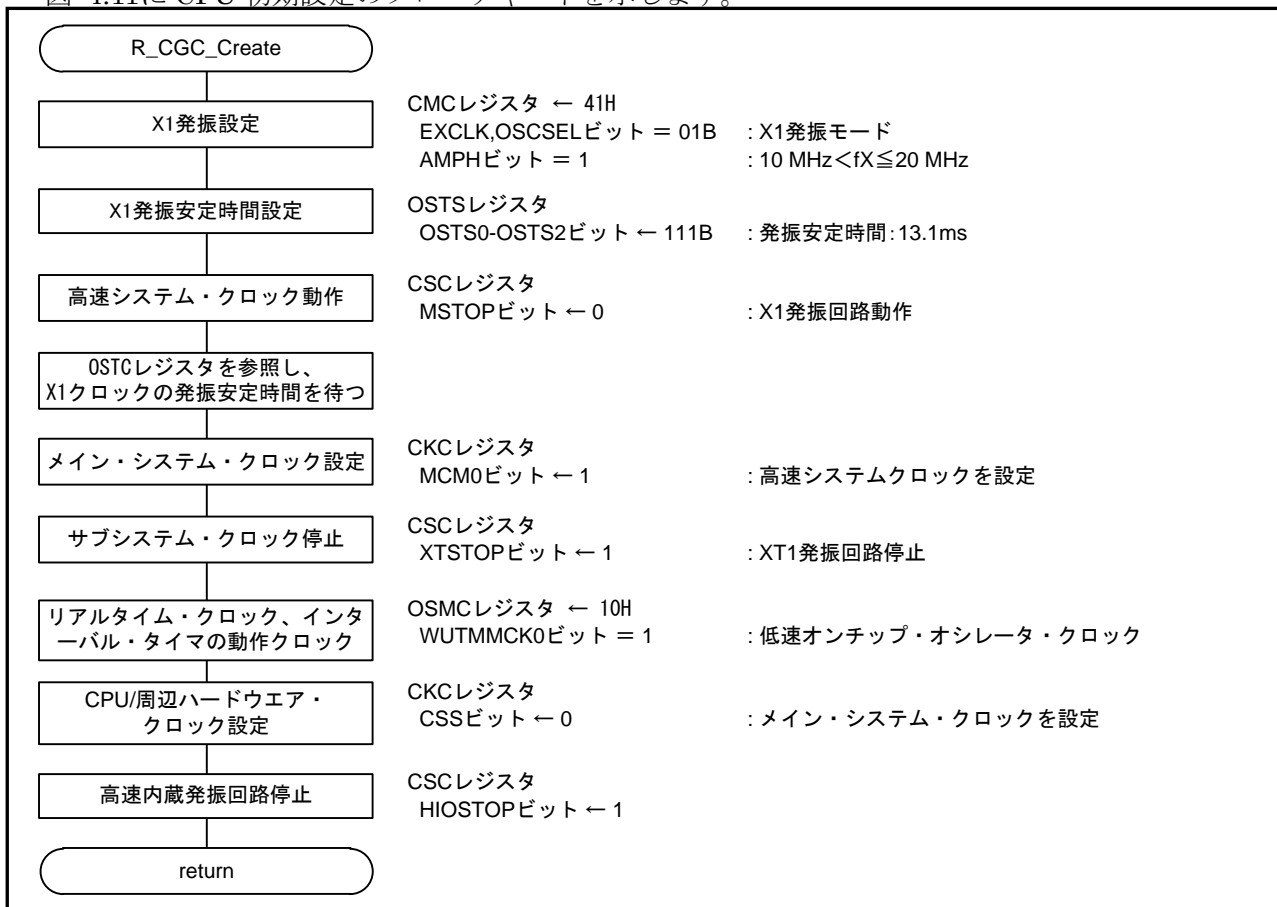 図 4.11に CPU 初期設定のフローチャートを示します。
R_CGC_Create
X1発振設定
CMCレジスタ ← 41H
EXCLK,OSCSELビット = 01B : X1発振モード
AMPHビット = 1 : 10 MHz<fX≦20 MHz
X1発振安定時間設定
OSTSレジスタ
OSTS0-OSTS2ビット ← 111B : 発振安定時間:13.1ms
高速システム・クロック動作
CSCレジスタ
MSTOPビット ← 0 : X1発振回路動作
OSTCレジスタを参照し、
X1クロックの発振安定時間を待つ
メイン・システム・クロック設定
CKCレジスタ
MCM0ビット ← 1 : 高速システムクロックを設定
サブシステム・クロック停止
CSCレジスタ
XTSTOPビット ← 1 : XT1発振回路停止
リアルタイム・クロック、インタ
ーバル・タイマの動作クロック
OSMCレジスタ ← 10H
WUTMMCK0ビット = 1 : 低速オンチップ・オシレータ・クロック
CPU/周辺ハードウエア・
クロック設定
CKCレジスタ
CSSビット ← 0 : メイン・システム・クロックを設定
高速内蔵発振回路停止
CSCレジスタ
HIOSTOPビット ← 1
return